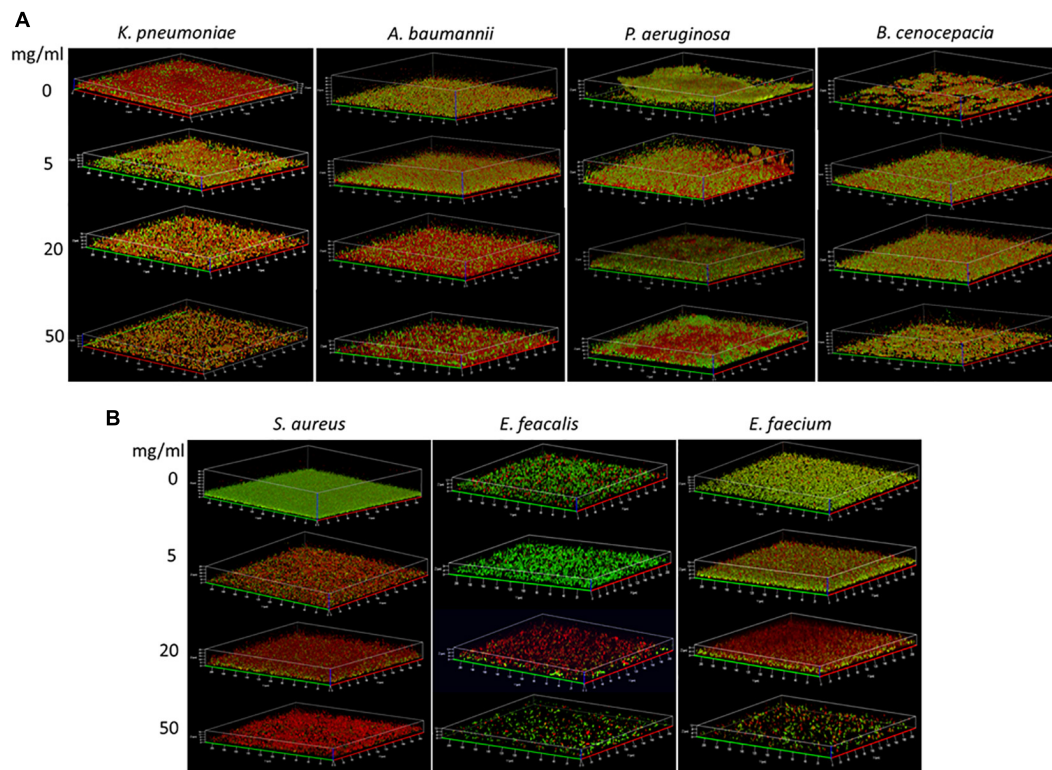 A
K. pneumoniae A. baumannii P. aeruginosa B. cenocepacia
mg/ml
0
5
20
50
B
S. aureus E. feacalis E. faecium
mg/ml
0
5
20
50